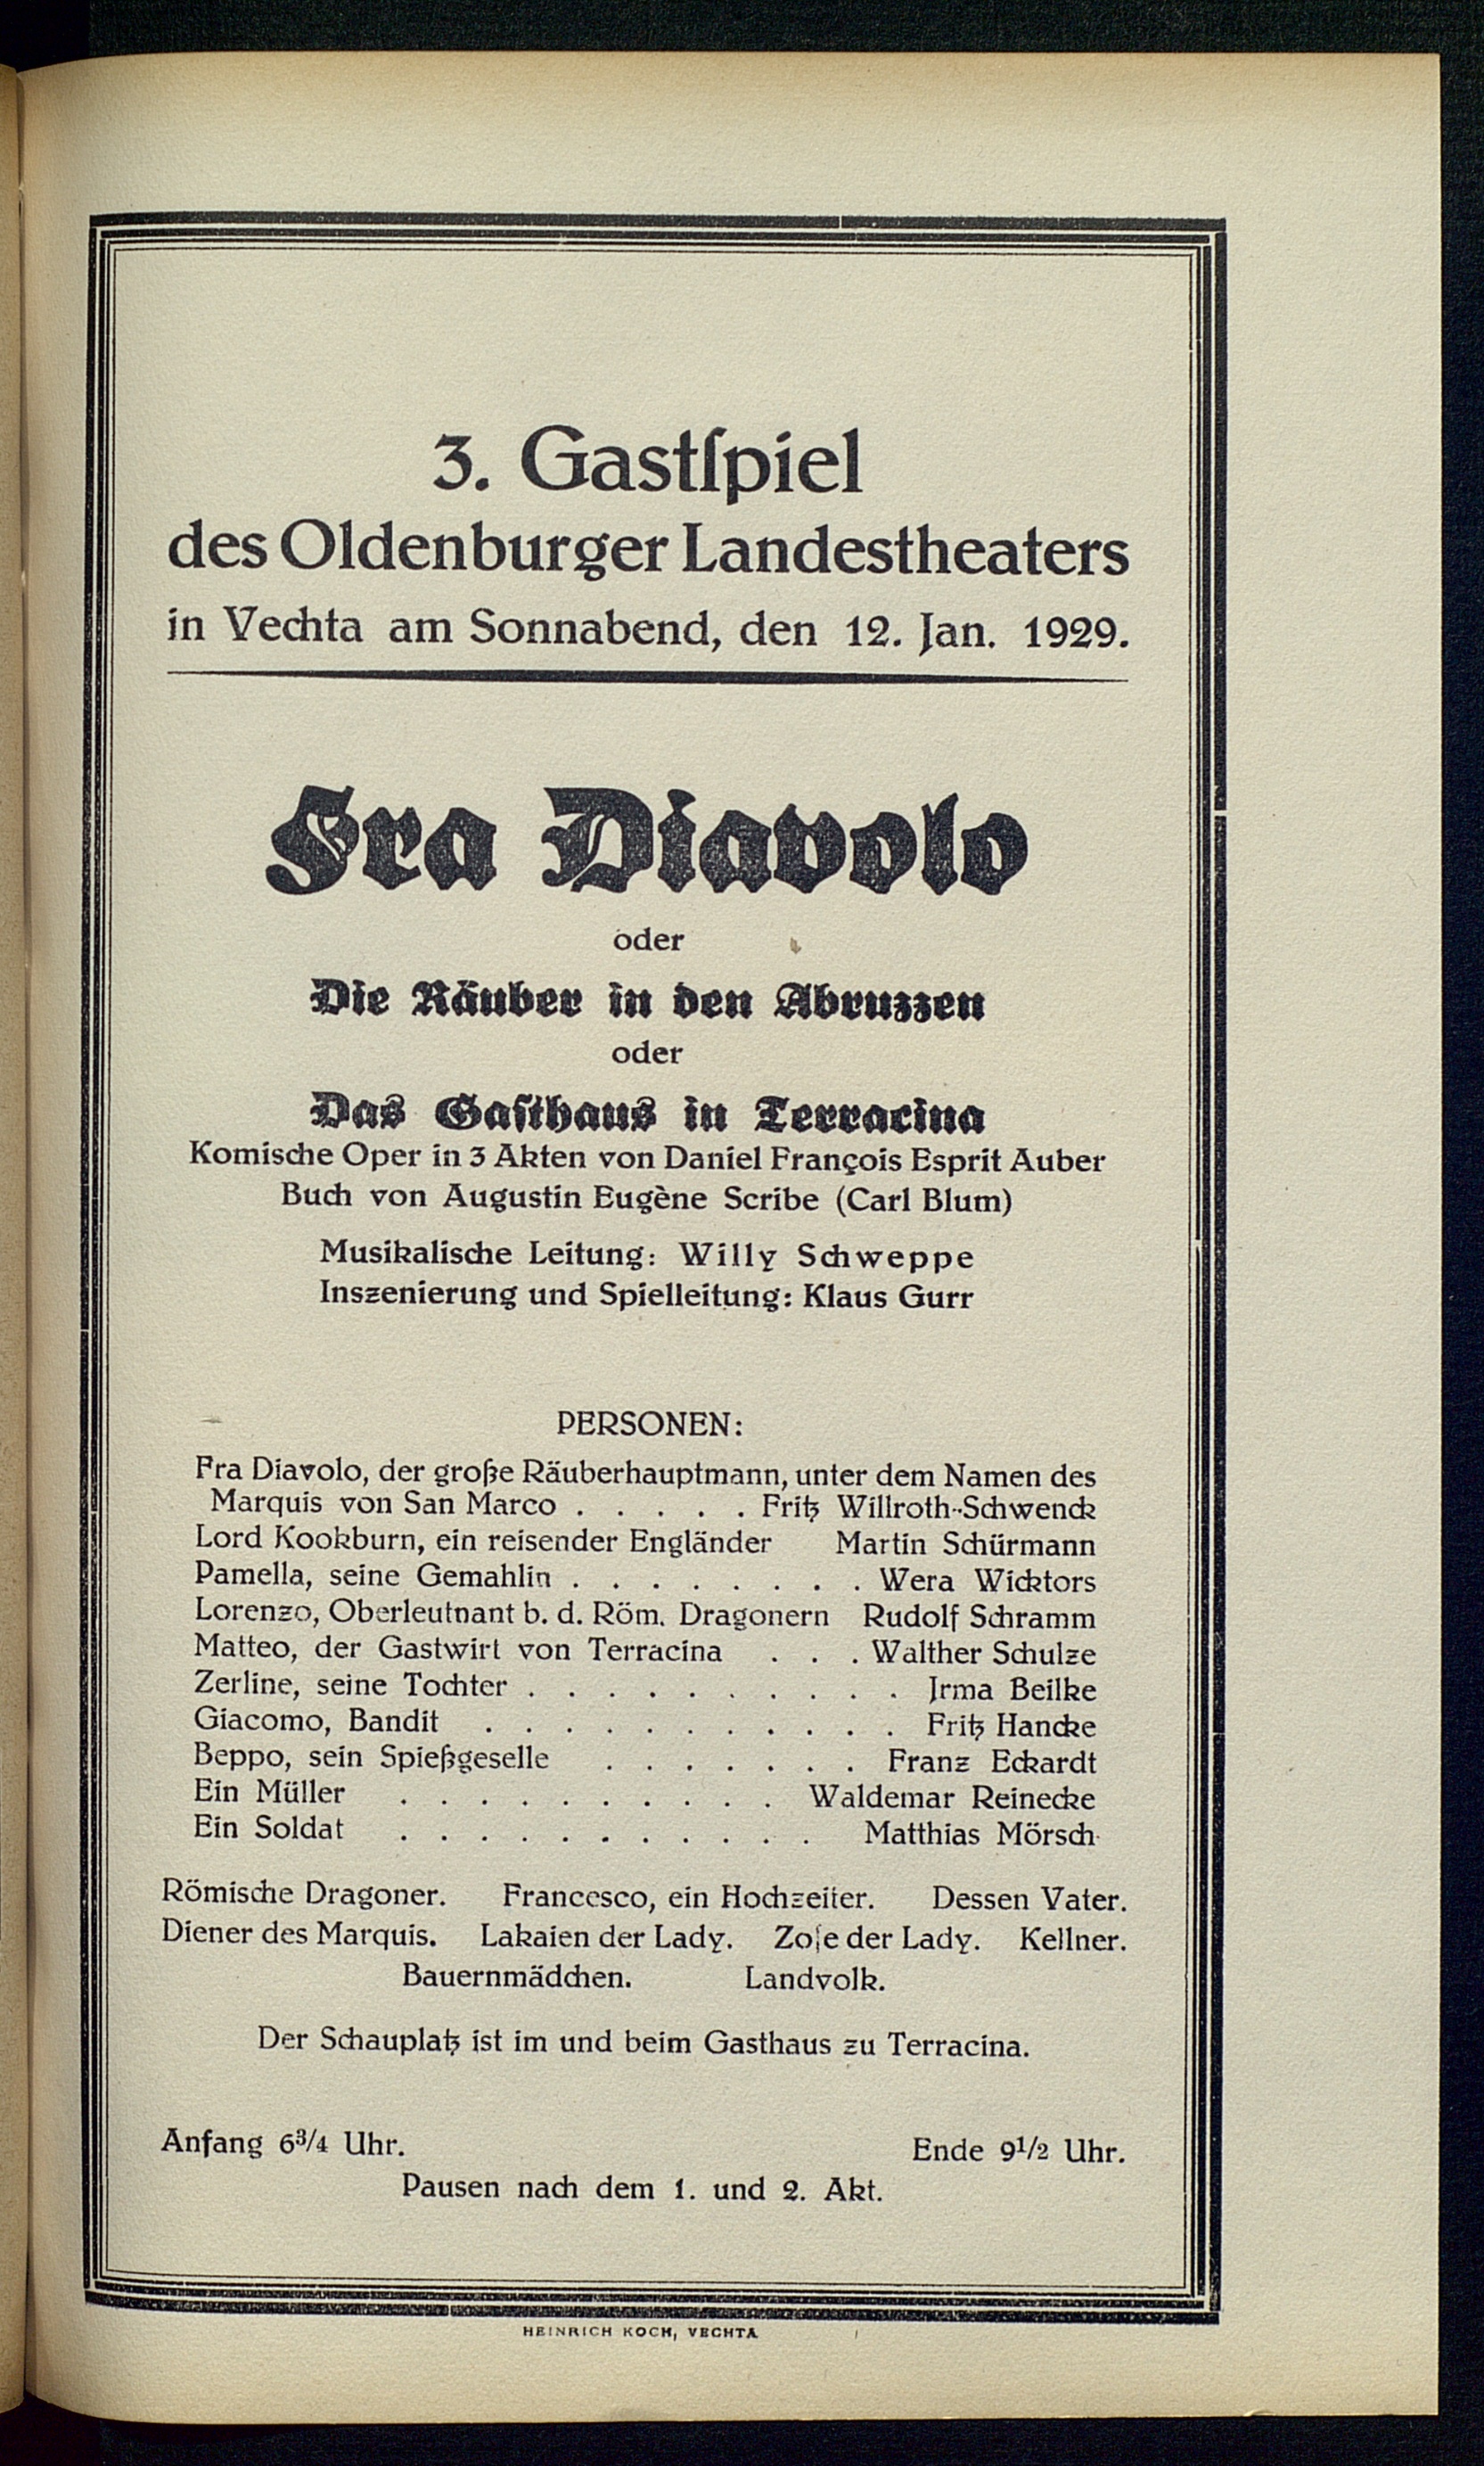 3. Gastſpiel
des Oldenburger Landestheaters
in Vechta am Sonnabend, den 12. Jan. 1929.
Fra Diavolo
oder
Die Räuber in den Abruzzen
oder
Das Gaſthaus in Terracina
Komische Oper in 3 Akten von Daniel François Esprit Auber
Buch von Augustin Eugène Scribe (Carl Blum)
Musikalische Leitung: Willy Schweppe
Inszenierung und Spielleitung: Klaus Gurr
PERSONEN:
Fra Diavolo, der große Räuberhauptmann, unter dem Namen des
Marquis von San Marco . . . . . Fritz Willroth-Schwenck
Lord Kookburn, ein reisender Engländer Martin Schürmann
Pamella, seine Gemahlin . . . . . . . . Wera Wicktors
Lorenzo, Oberleutnant b. d. Röm. Dragonern Rudolf Schramm
Matteo, der Gastwirt von Terracina . . . Walther Schulze
Zerline, seine Tochter . . . . . . . . . . Jrma Beilke
Giacomo, Bandit . . . . . . . . . . . Fritz Hancke
Beppo, sein Spießgeselle . . . . . . . Franz Eckardt
Ein Müller . . . . . . . . . . Waldemar Reinecke
Ein Soldat . . . . . . . . . . . Matthias Mörsch
Römische Dragoner. Francesco, ein Hochzeiter. Dessen Vater.
Diener des Marquis. Lakaien der Lady. Zofe der Lady. Kellner.
Bauernmädchen. Landvolk.
Der Schauplatz ist im und beim Gasthaus zu Terracina.
Anfang 6¾ Uhr. Ende 9½ Uhr.
Pausen nach dem 1. und 2. Akt.
HEINRICH KOCH, VECHTA